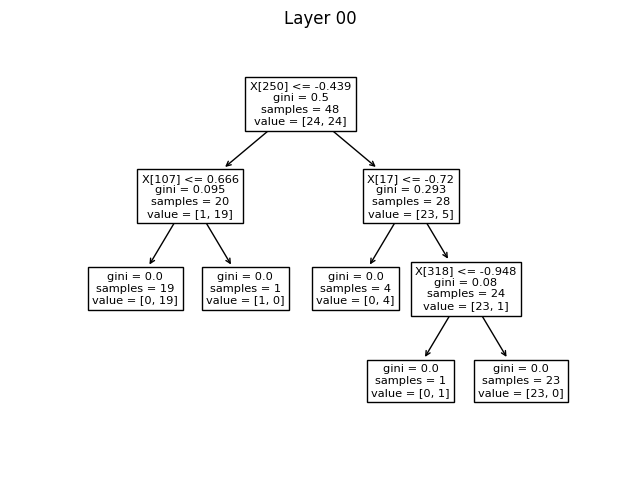 Layer 00
X[250] <= -0.439
gini = 0.5
samples = 48
value = [24, 24]
X[107] <= 0.666
gini = 0.095
samples = 20
value = [1, 19]
X[17] <= -0.72
gini = 0.293
samples = 28
value = [23, 5]
gini = 0.0
samples = 19
value = [0, 19]
gini = 0.0
samples = 1
value = [1, 0]
gini = 0.0
samples = 4
value = [0, 4]
X[318] <= -0.948
gini = 0.08
samples = 24
value = [23, 1]
gini = 0.0
samples = 1
value = [0, 1]
gini = 0.0
samples = 23
value = [23, 0]